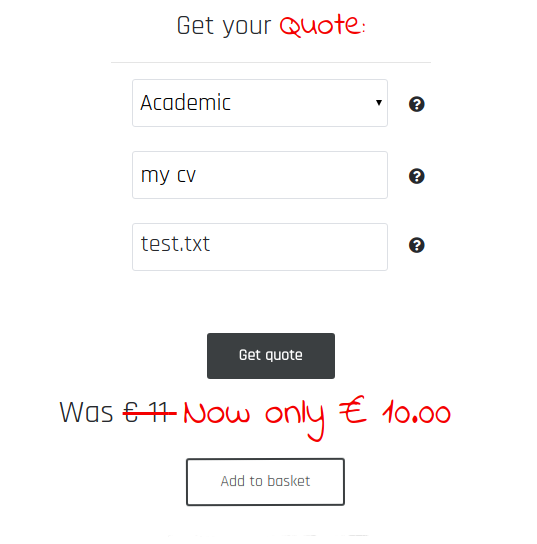 Get your Quote:
Academic
my cv
test.txt
Get quote
Was € 11 Now only € 10.00
Add to basket